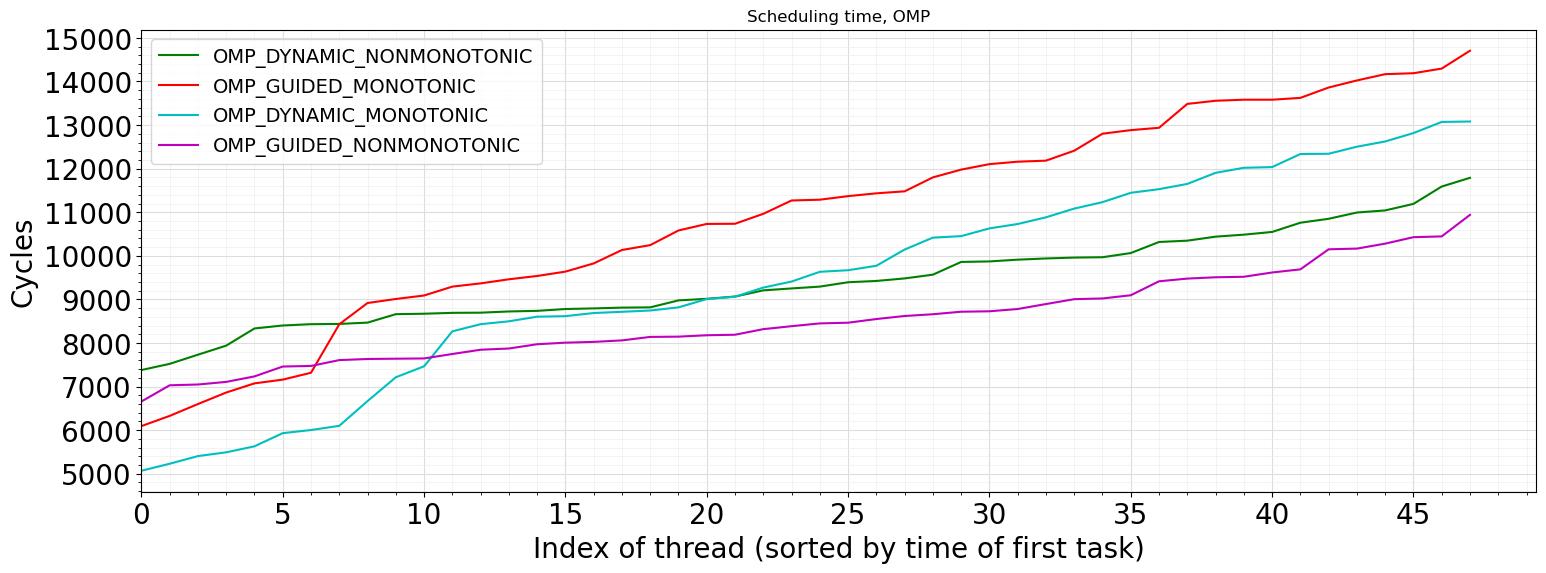 Scheduling time, OMP
OMP_DYNAMIC_NONMONOTONIC
OMP_GUIDED_MONOTONIC
OMP_DYNAMIC_MONOTONIC
OMP_GUIDED_NONMONOTONIC
Cycles
15000
14000
13000
12000
11000
10000
9000
8000
7000
6000
5000
0 5 10 15 20 25 30 35 40 45
Index of thread (sorted by time of first task)